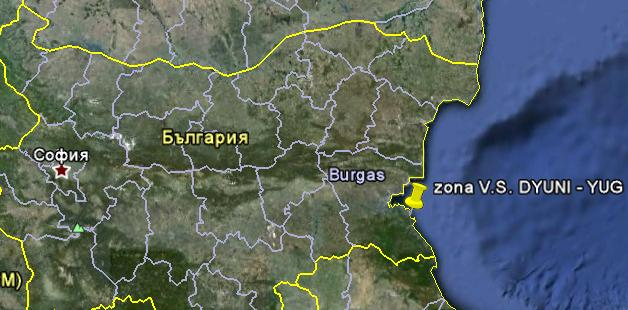 България
София
Burgas
zona V.S. DYUNI - YUG
M)